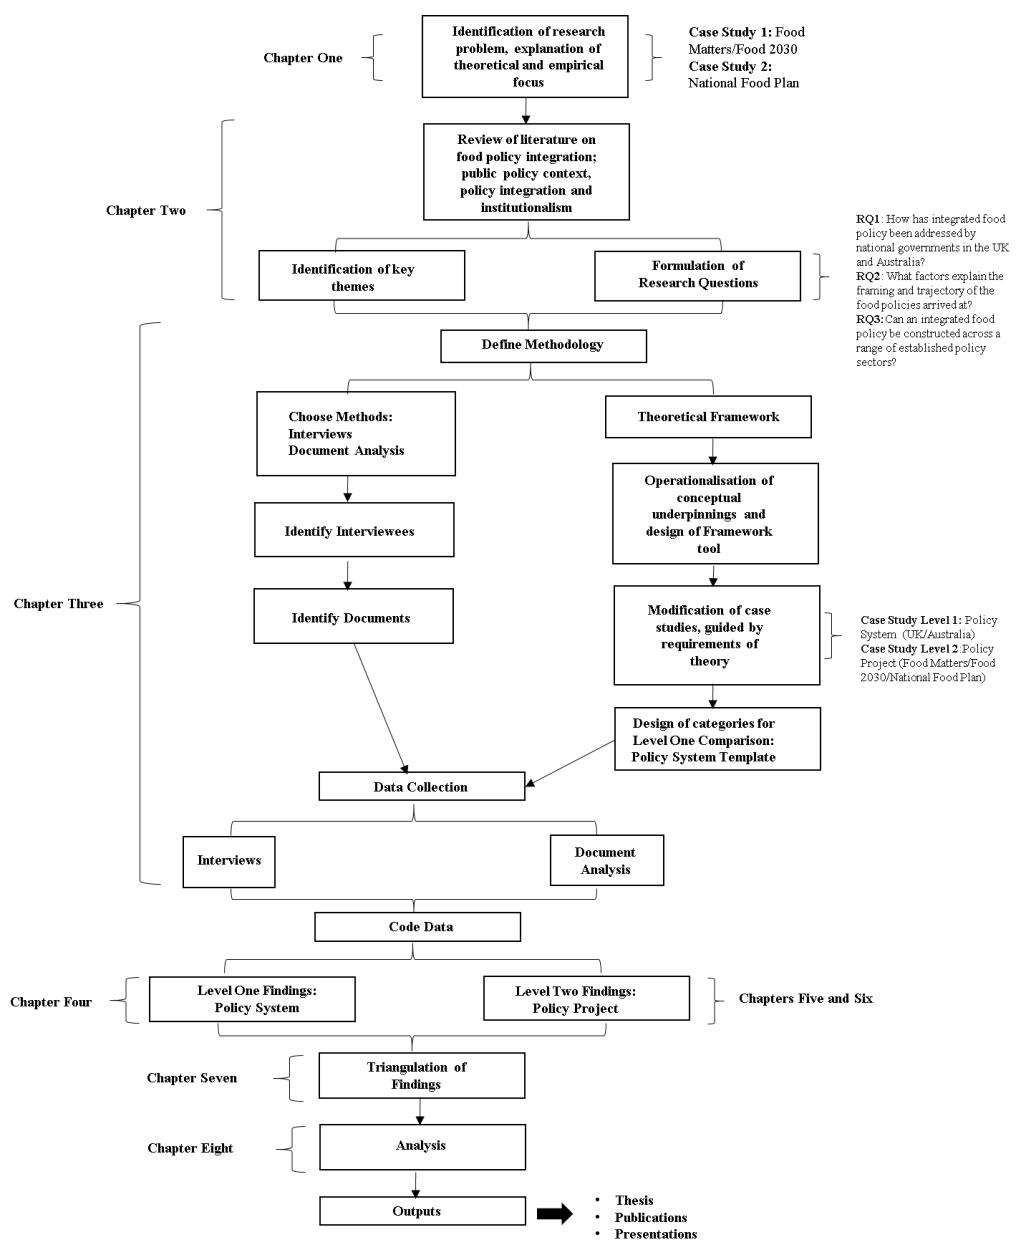 Identification of research
problem, explanation of
theoretical and empirical
focus
Chapter One
Case Study 1: Food
Matters/Food 2030
Case Study 2:
National Food Plan
Review of literature on
food policy integration;
public policy context,
policy integration and
institutionalism
Chapter Two
Identification of key
themes
Formulation of
Research Questions
RQ1: How has integrated food
policy been addressed by
national governments in the UK
and Australia?
RQ2: What factors explain the
framing and trajectory of the
food policies arrived at?
RQ3: Can an integrated food
policy be constructed across a
range of established policy
sectors?
Define Methodology
Choose Methods:
Interviews
Document Analysis
Theoretical Framework
Identify Interviewees
Operationalisation of
conceptual
underpinnings and
design of Framework
tool
Chapter Three
Identify Documents
Modification of case
studies, guided by
requirements of
theory
Case Study Level 1: Policy
System (UK/Australia)
Case Study Level 2:Policy
Project (Food Matters/Food
2030/National Food Plan)
Design of categories for
Level One Comparison:
Policy System Template
Data Collection
Interviews
Document
Analysis
Code Data
Chapter Four
Level One Findings:
Policy System
Level Two Findings:
Policy Project
Chapters Five and Six
Chapter Seven
Triangulation of
Findings
Chapter Eight
Analysis
Outputs
• Thesis
• Publications
• Presentations